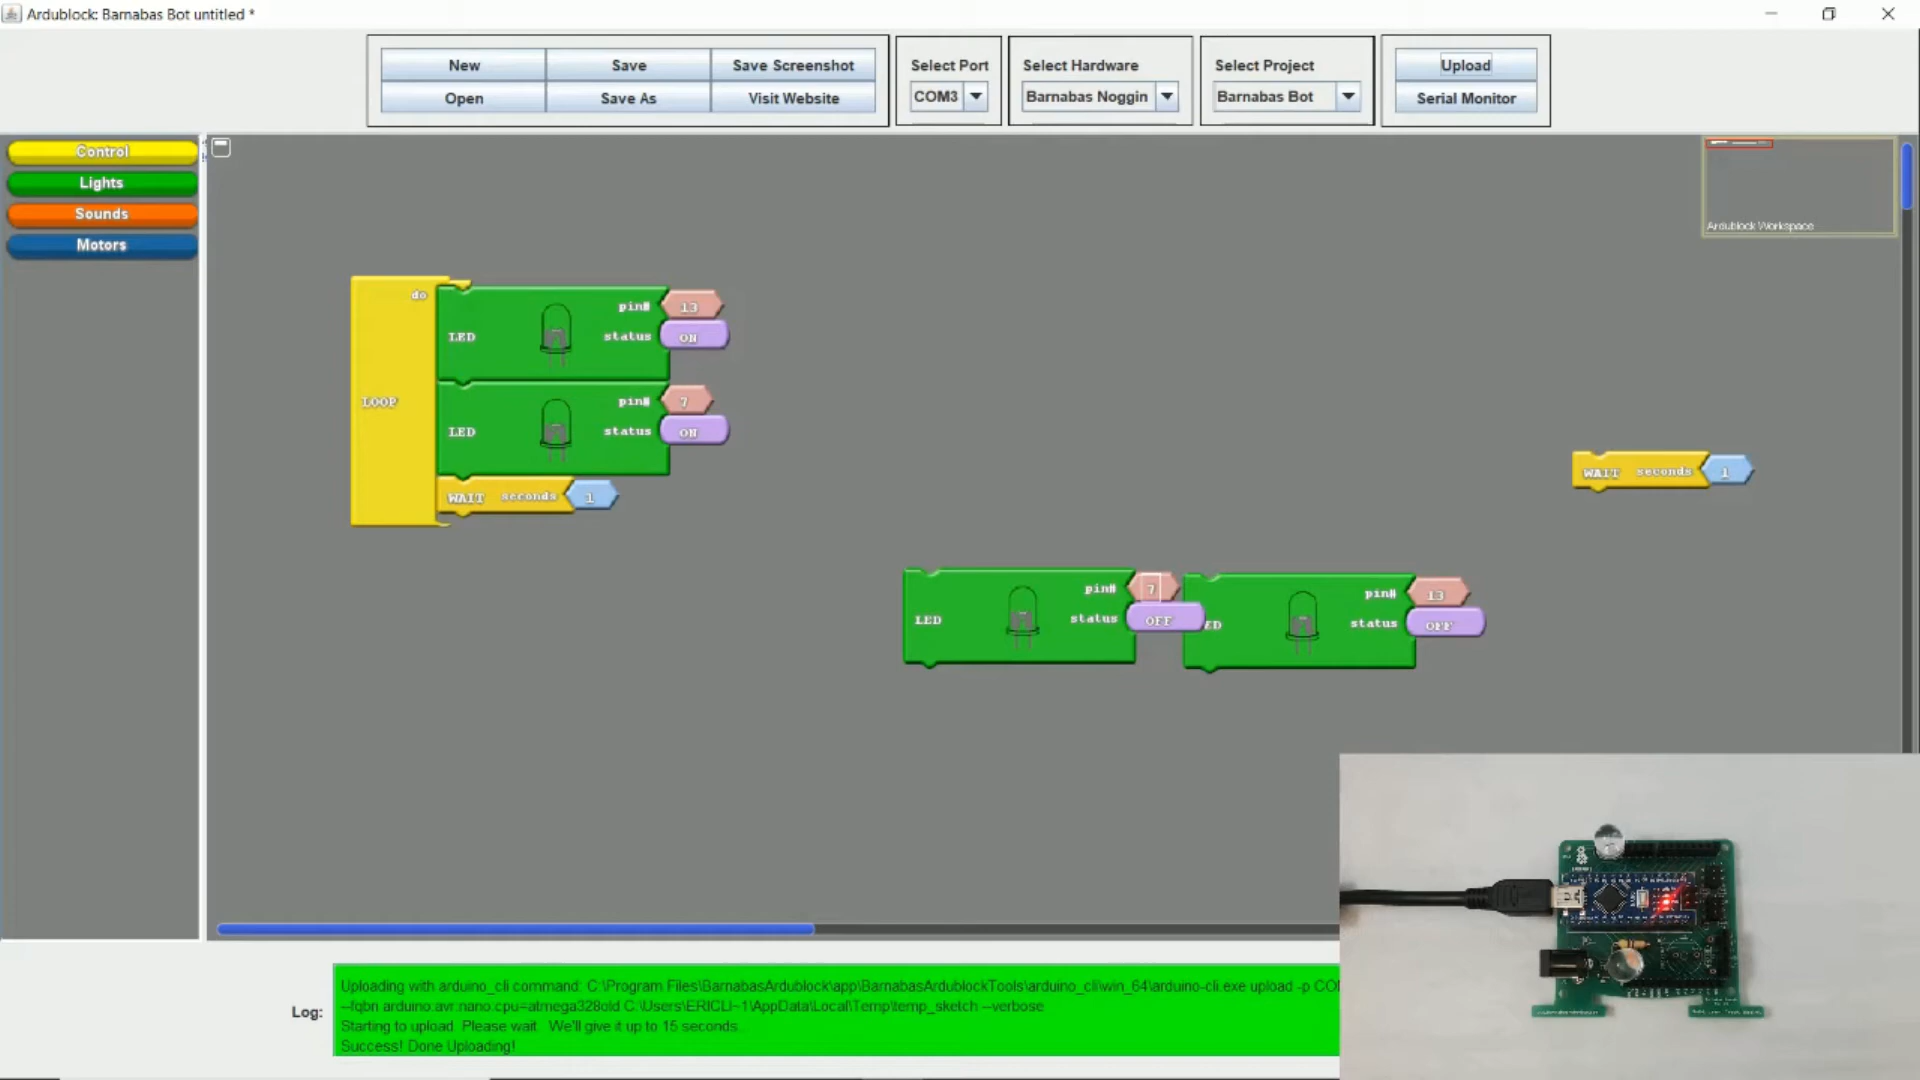 Ardublock: Barnabas Bot untitled *
New
Save
Save Screenshot
Open
Save As
Visit Website
Select Port
COM3
Select Hardware
Barnabas Noggin
Select Project
Barnabas Bot
Upload
Serial Monitor
Control
Lights
Sounds
Motors
Ardublock Workspace
LOOP
do
LED
pin#
13
status
ON
LED
pin#
7
status
ON
WAIT seconds 1
WAIT seconds 1
LED
pin#
7
status
OFF
ED
pin#
13
status
OFF
Log:
Uploading with arduino_cli command: C:\Program Files\BarnabasArdublock\app\BarnabasArdublockTools\arduino_cli\win_64\arduino-cli.exe upload -p COM
--fqbn arduino:avr:nano:cpu=atmega328old C:\Users\ERICLI~1\AppData\Local\Temp\temp_sketch --verbose
Starting to upload. Please wait. We'll give it up to 15 seconds.
Success! Done Uploading!